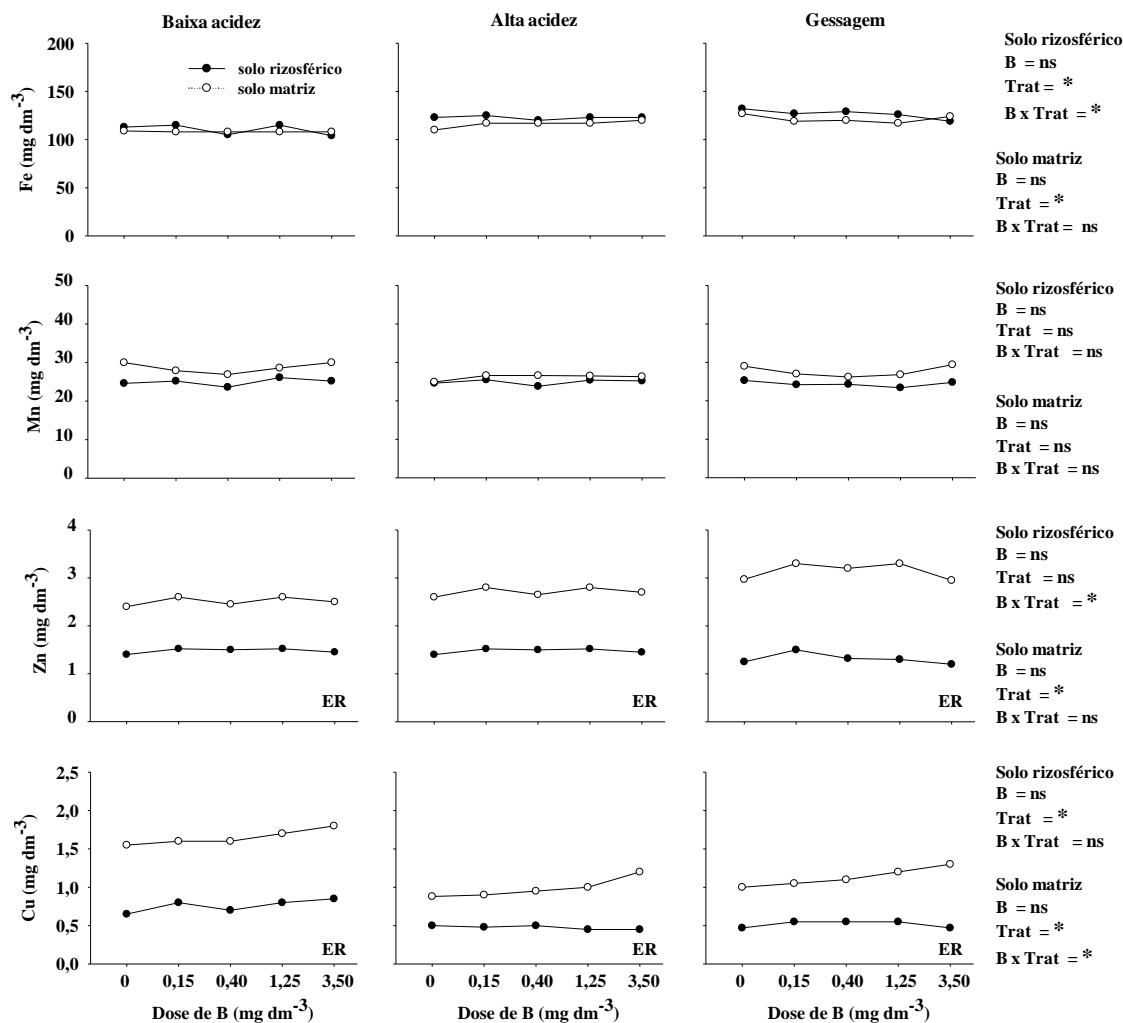 Baixa acidez
Alta acidez
Gessagem
Fe (mg dm-3)
200
150
100
50
0
solo rizosférico
solo matriz
Solo rizosférico
B = ns
Trat = *
B x Trat = *
Solo matriz
B = ns
Trat = *
B x Trat = ns
Mn (mg dm-3)
50
40
30
20
10
0
Solo rizosférico
B = ns
Trat = ns
B x Trat = ns
Solo matriz
B = ns
Trat = ns
B x Trat = ns
Zn (mg dm-3)
4
3
2
1
0
ER
ER
ER
Solo rizosférico
B = ns
Trat = ns
B x Trat = *
Solo matriz
B = ns
Trat = *
B x Trat = ns
Cu (mg dm-3)
2,5
2,0
1,5
1,0
0,5
0,0
ER
ER
Solo rizosférico
B = ns
Trat = *
B x Trat = ns
Solo matriz
B = ns
Trat = *
B x Trat = *
0 0,15 0,40 1,25 3,50
0 0,15 0,40 1,25 3,50
0 0,15 0,40 1,25 3,50
Dose de B (mg dm-3)
Dose de B (mg dm-3)
Dose de B (mg dm-3)